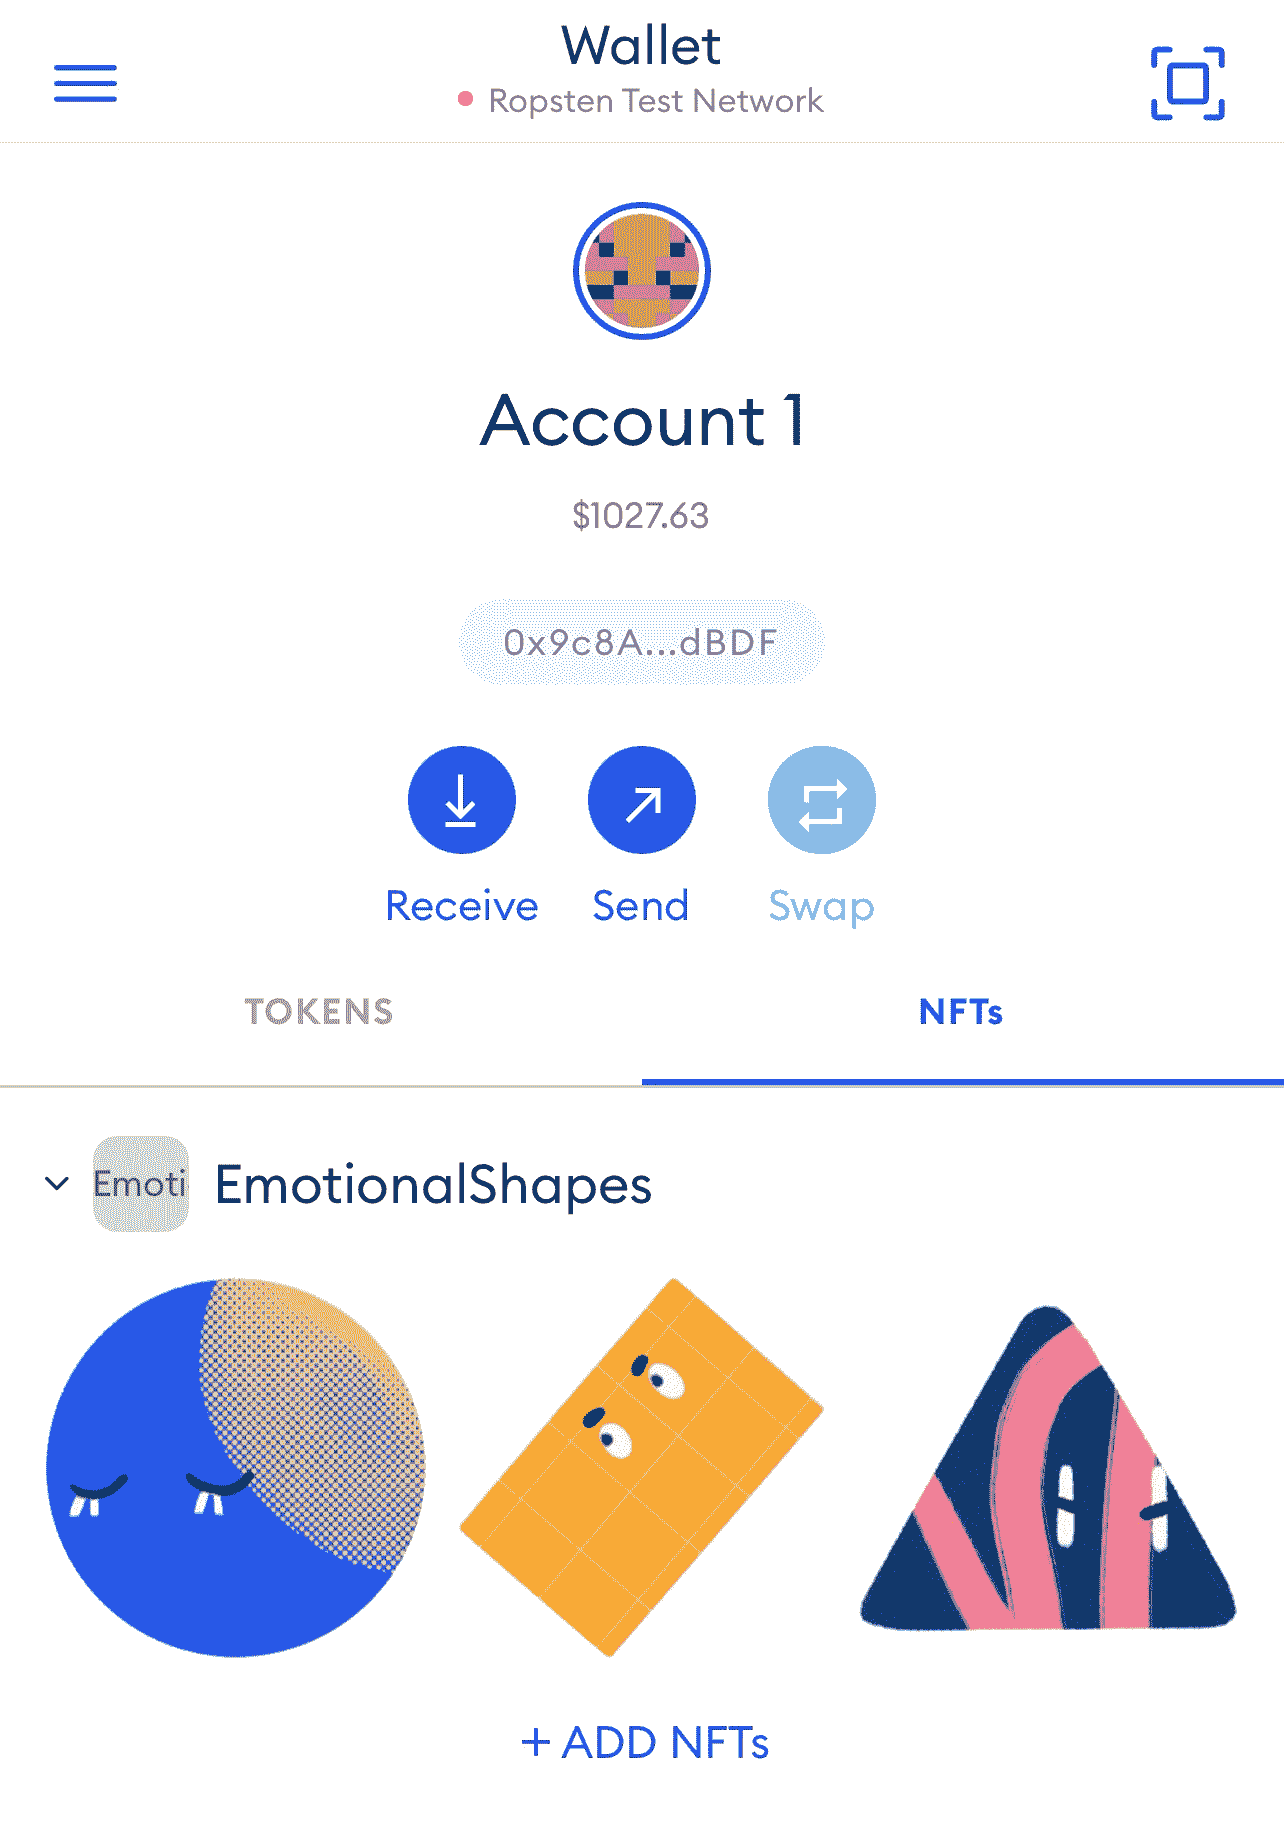 Wallet
Ropsten Test Network
Account 1
$1027.63
0x9c8A...dBDF
Receive Send Swap
TOKENS NFTs
Emoti EmotionalShapes
+ ADD NFTs